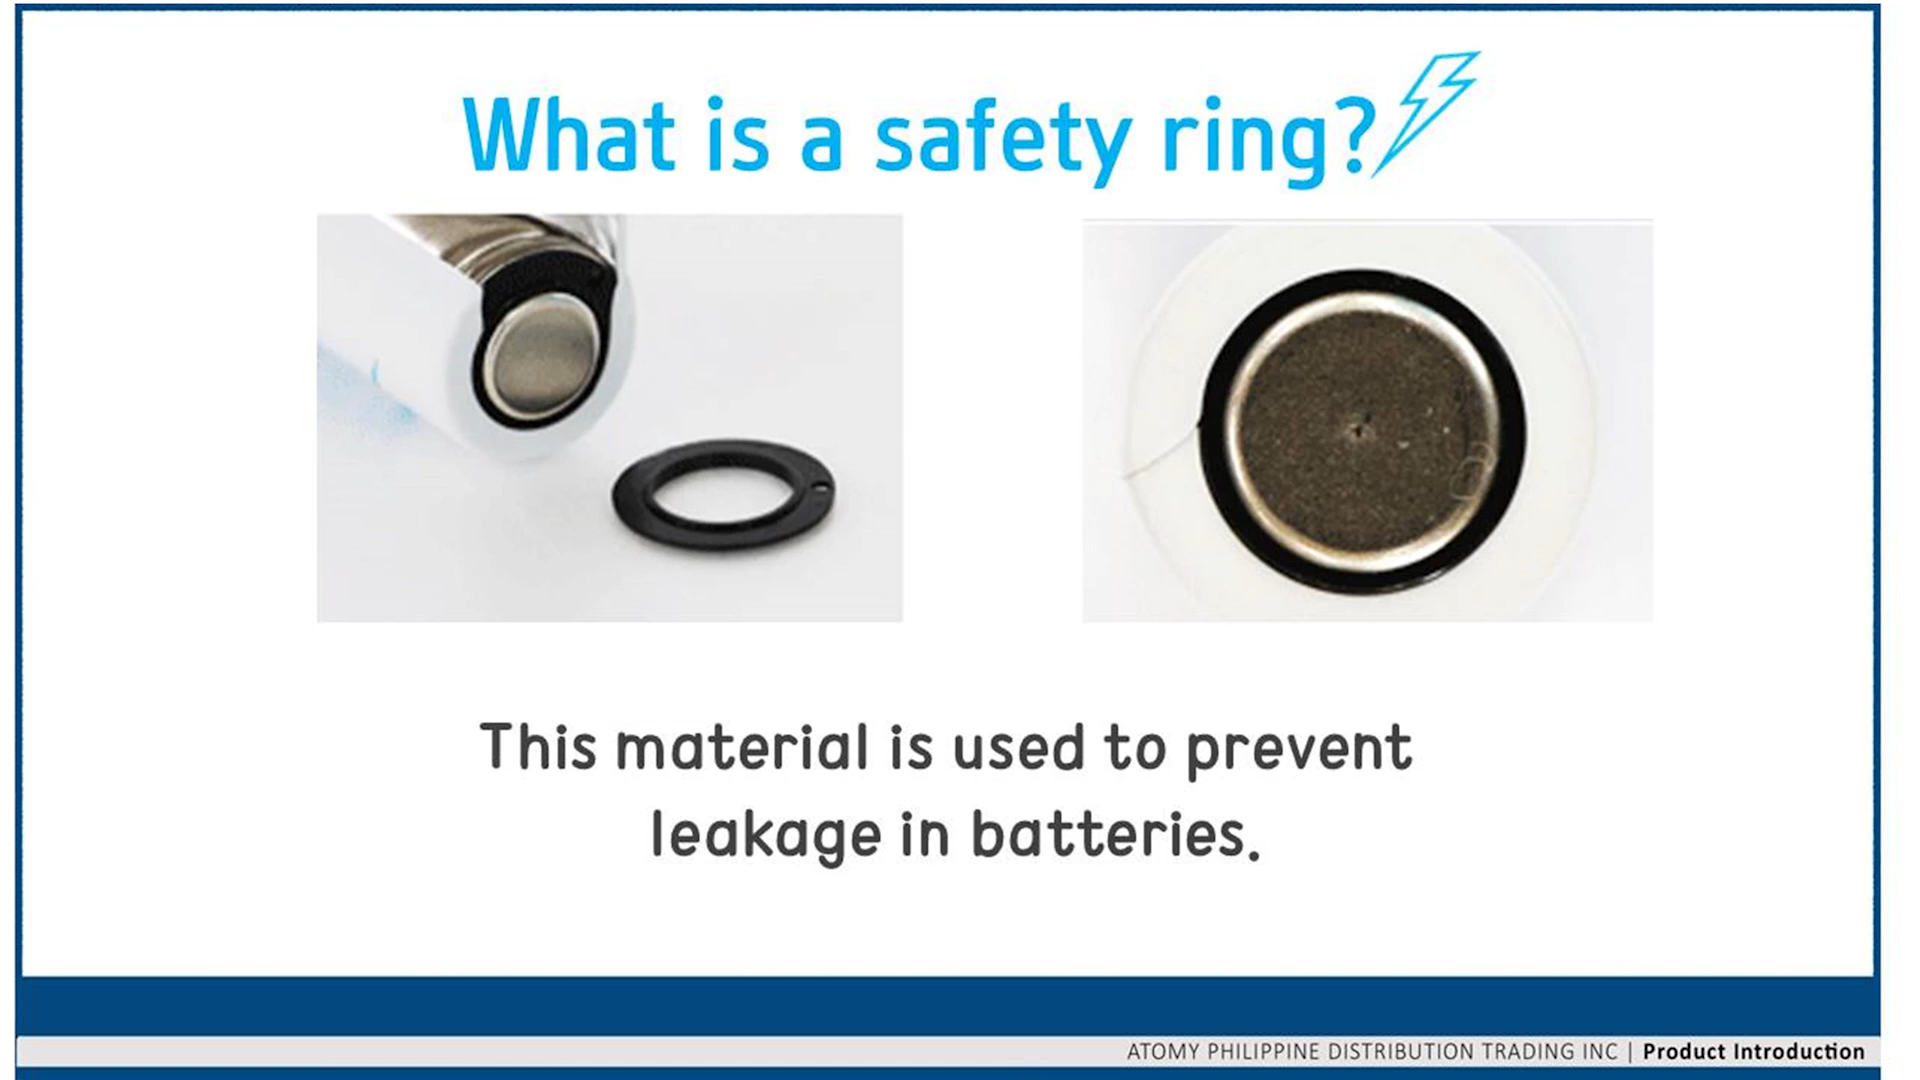 What is a safety ring?
This material is used to prevent
leakage in batteries.
ATOMY PHILIPPINE DISTRIBUTION TRADING INC | Product Introduction